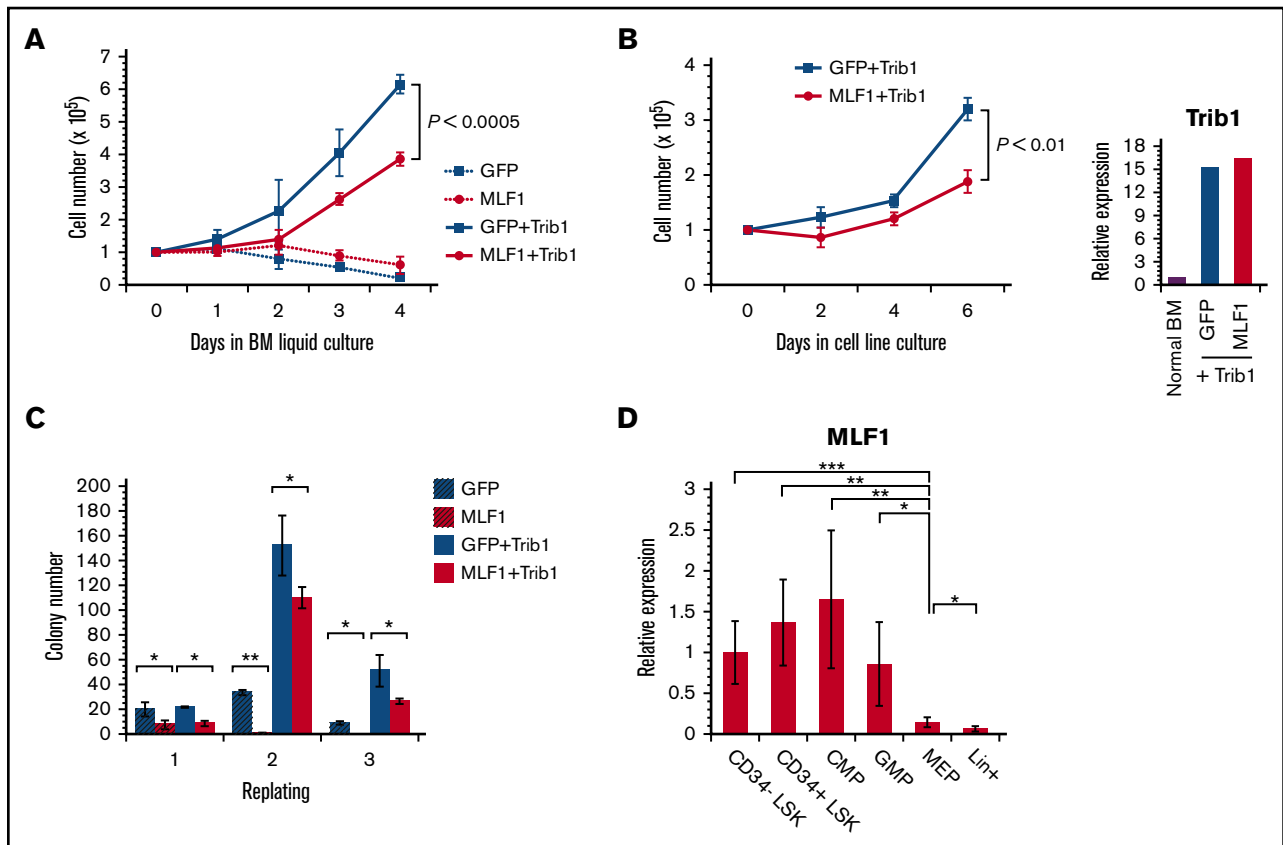 A
Cell number (x 10⁵)
7
6
5
4
3
2
1
0
0 1 2 3 4
Days in BM liquid culture
P < 0.0005
GFP
MLF1
GFP+Trib1
MLF1+Trib1
B
Cell number (x 10⁵)
4
3
2
1
0
0 2 4 6
Days in cell line culture
GFP+Trib1
MLF1+Trib1
P < 0.01
Trib1
Relative expression
18
15
12
9
6
3
0
Normal BM
GFP
MLF1
+ Trib1
C
Colony number
200
180
160
140
120
100
80
60
40
20
0
* * ** * * *
1 2 3
Replating
GFP
MLF1
GFP+Trib1
MLF1+Trib1
D
MLF1
Relative expression
3
2.5
2
1.5
1
0.5
0
***
**
**
*
*
CD34- LSK
CD34+ LSK
CMP
GMP
MEP
Lin+